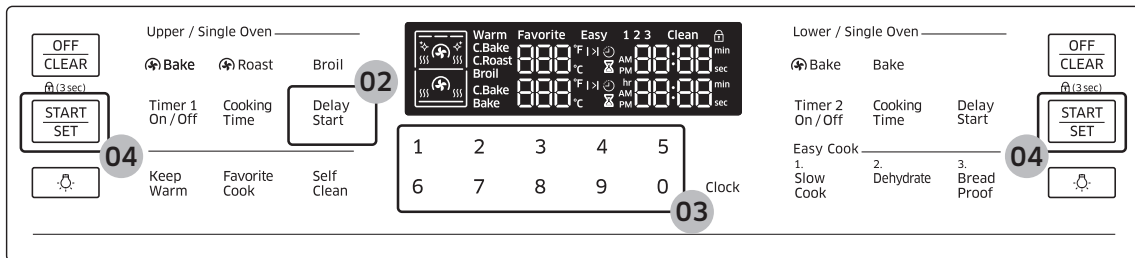 Upper / Single Oven
OFF
CLEAR
(3 sec)
START
SET
Bake Roast Broil
Timer 1
On / Off
Cooking
Time
Delay
Start
02
04
Keep
Warm
Favorite
Cook
Self
Clean
Warm Favorite Easy 1 2 3 Clean
C.Bake
C.Roast
Broil
°F
°C
AM
PM
min
sec
C.Bake
Bake
°F
°C
hr
AM
PM
min
sec
1 2 3 4 5
6 7 8 9 0 Clock
03
Lower / Single Oven
Bake Bake
Timer 2
On / Off
Cooking
Time
Delay
Start
Easy Cook
1.
Slow
Cook
2.
Dehydrate
3.
Bread
Proof
OFF
CLEAR
(3 sec)
START
SET
04